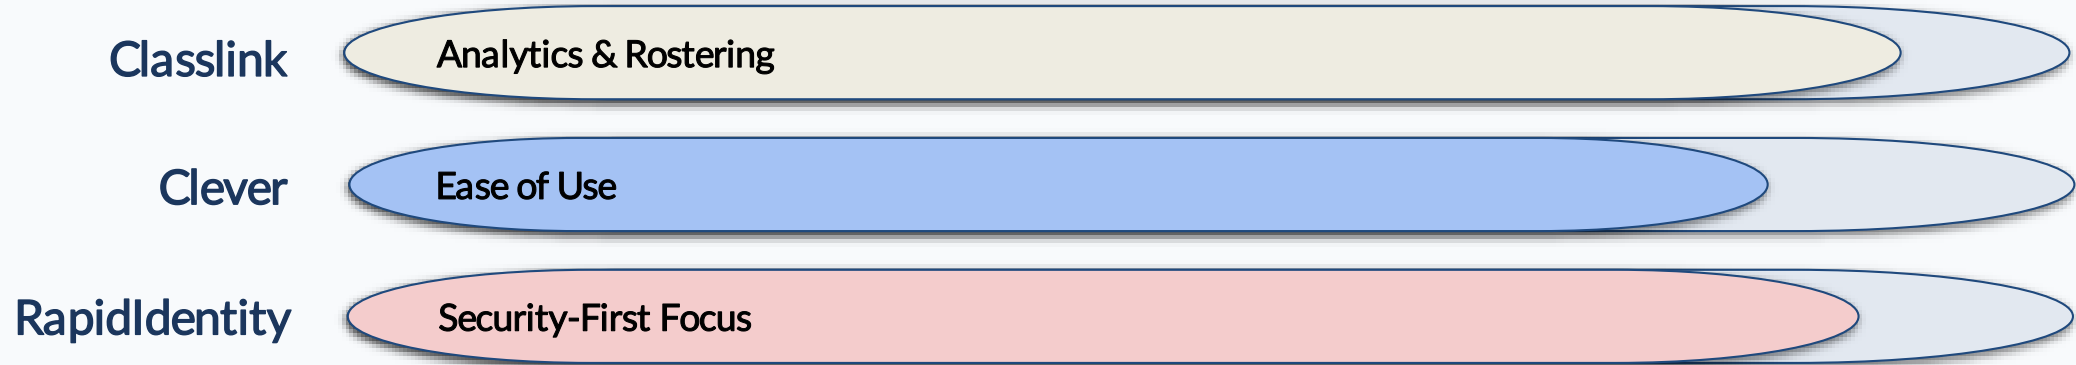 Classlink
Analytics & Rostering
Clever
Ease of Use
RapidIdentity
Security-First Focus